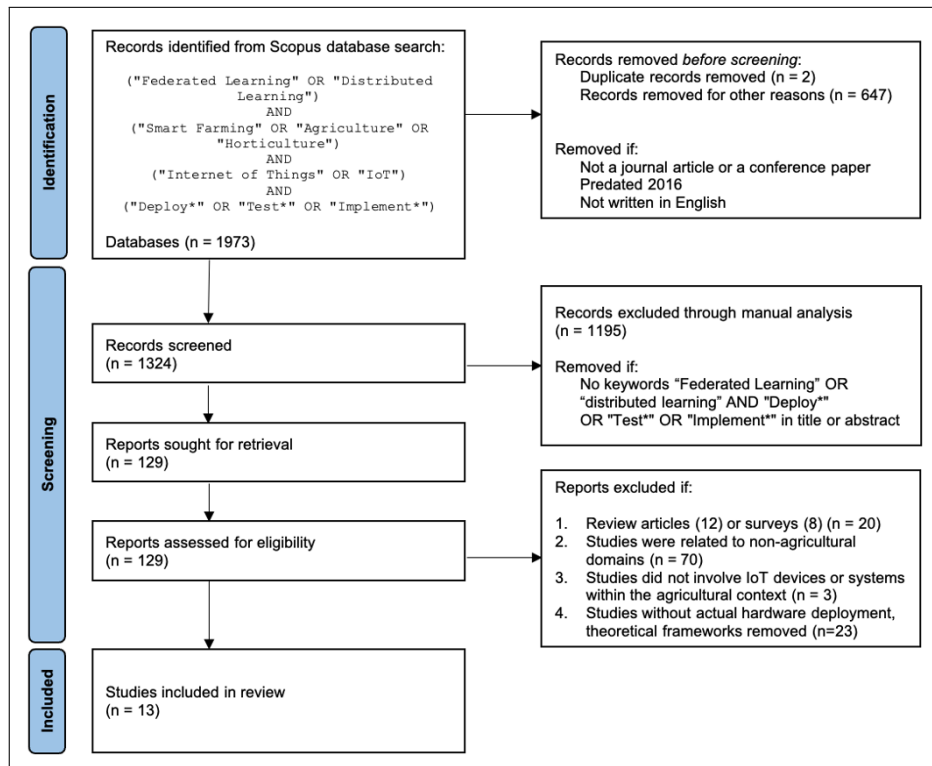 Identification
Records identified from Scopus database search:
("Federated Learning" OR "Distributed
Learning")
AND
("Smart Farming" OR "Agriculture" OR
"Horticulture")
AND
("Internet of Things" OR "IoT")
AND
("Deploy*" OR "Test*" OR "Implement*")
Databases (n = 1973)
Records removed before screening:
Duplicate records removed (n = 2)
Records removed for other reasons (n = 647)
Removed if:
Not a journal article or a conference paper
Predated 2016
Not written in English
Screening
Records screened
(n = 1324)
Records excluded through manual analysis
(n = 1195)
Removed if:
No keywords “Federated Learning” OR
“distributed learning” AND "Deploy*"
OR "Test*" OR "Implement*" in title or abstract
Reports sought for retrieval
(n = 129)
Reports assessed for eligibility
(n = 129)
Reports excluded if:
1. Review articles (12) or surveys (8) (n = 20)
2. Studies were related to non-agricultural
domains (n = 70)
3. Studies did not involve IoT devices or systems
within the agricultural context (n = 3)
4. Studies without actual hardware deployment,
theoretical frameworks removed (n=23)
Included
Studies included in review
(n = 13)